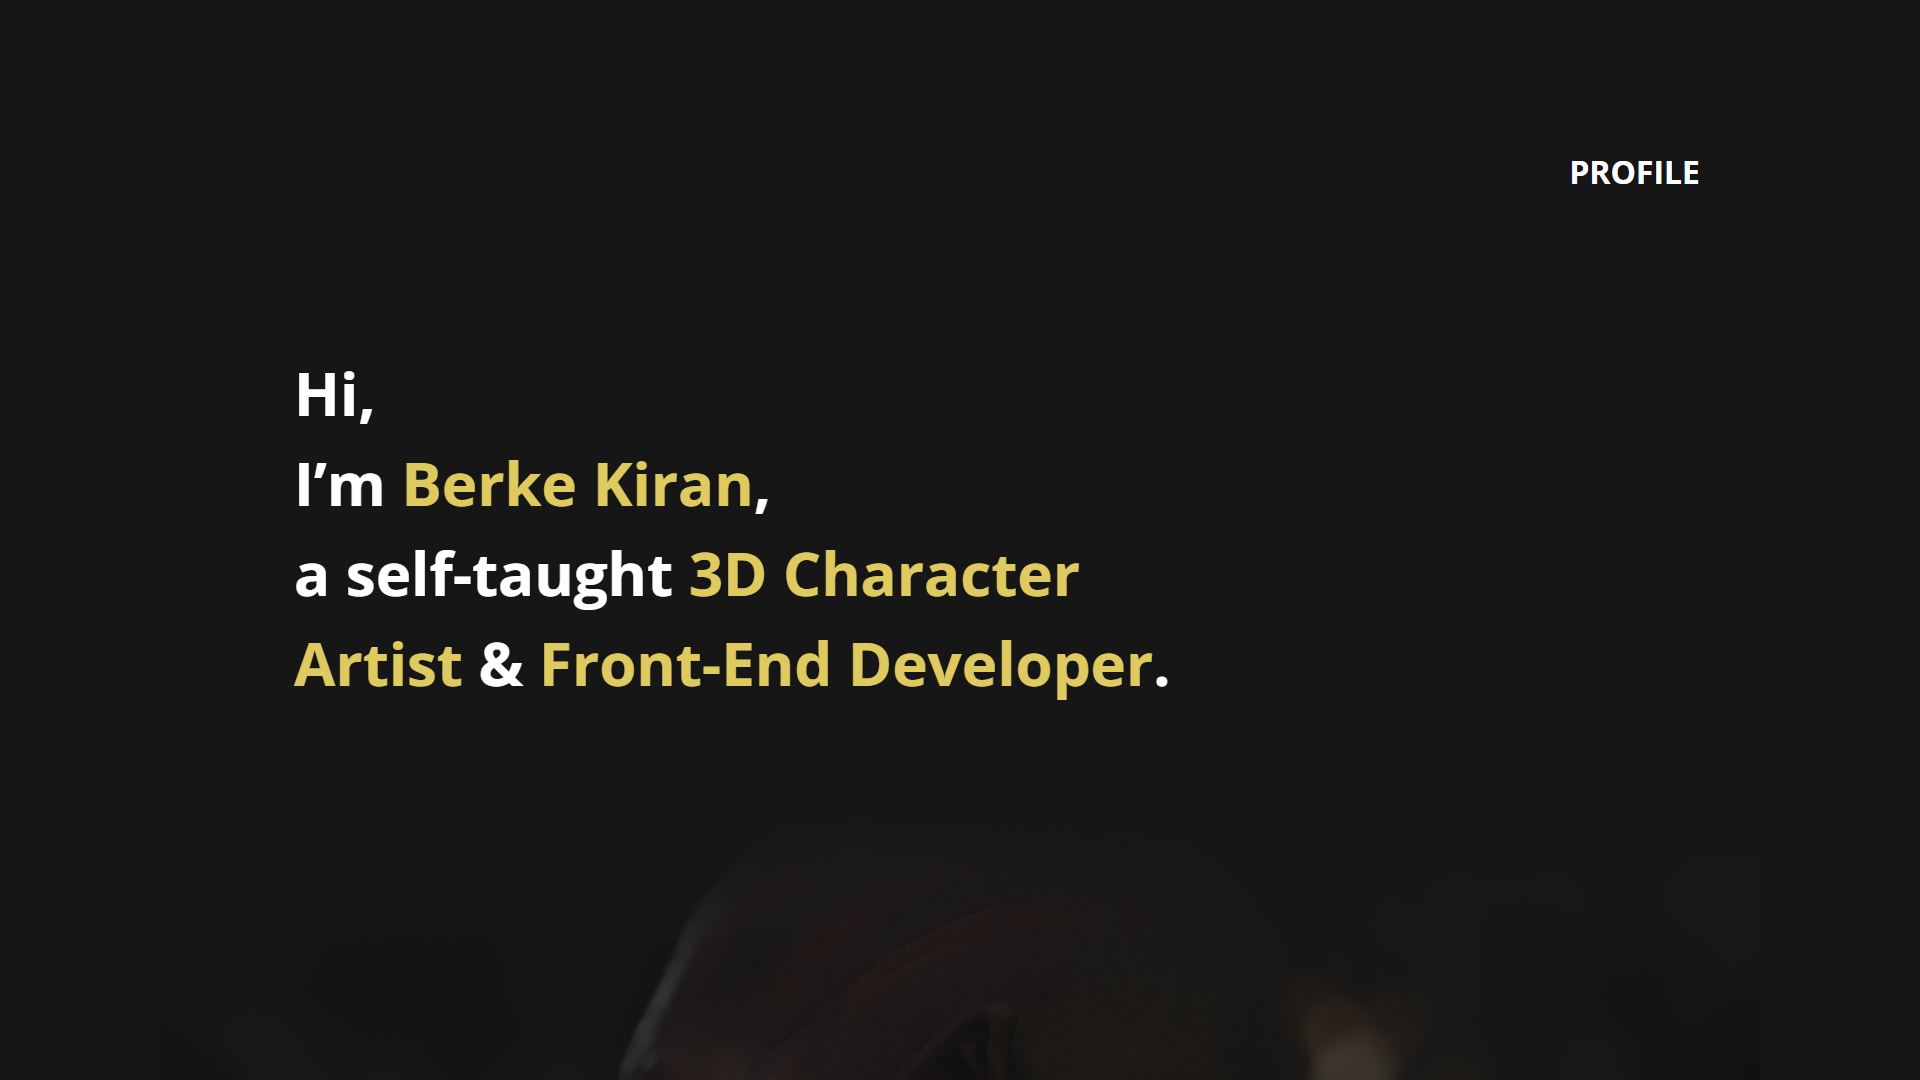 PROFILE
Hi,
I’m Berke Kiran,
a self-taught 3D Character
Artist & Front-End Developer.